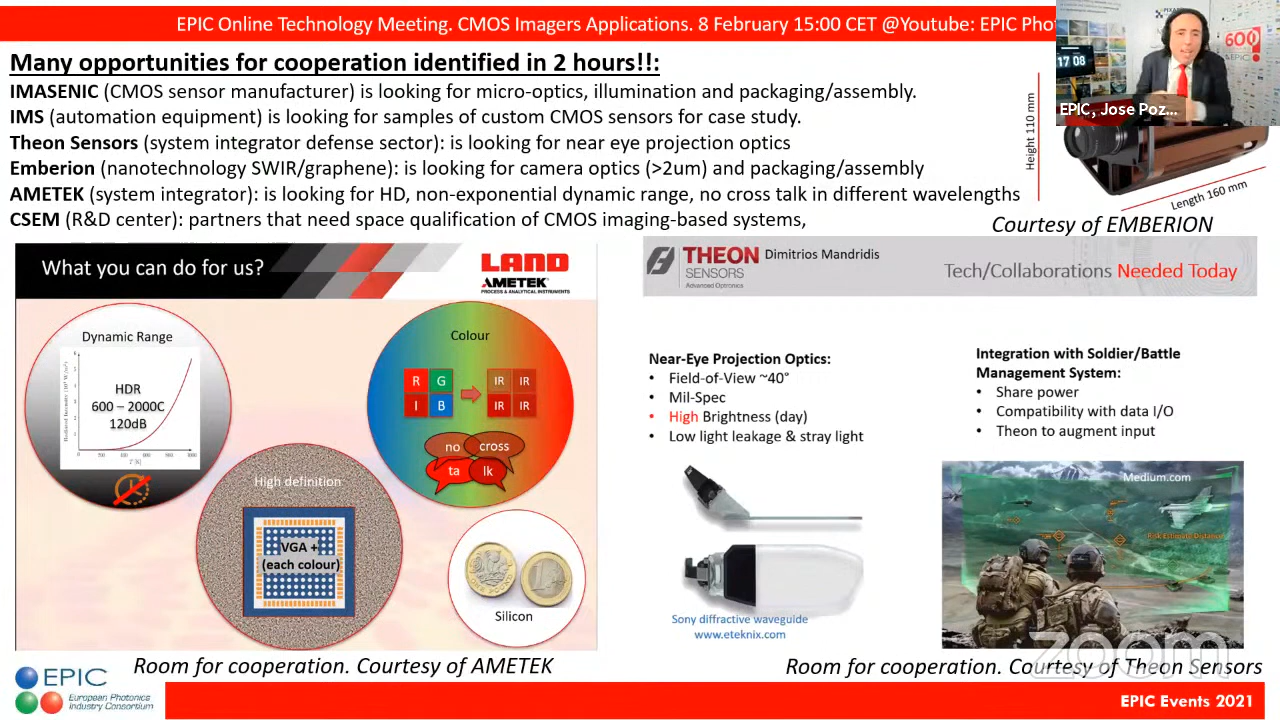 EPIC Online Technology Meeting. CMOS Imagers Applications. 8 February 15:00 CET @Youtube: EPIC Pho
600
EPIC
17 08
EPIC, Jose Poz...
Many opportunities for cooperation identified in 2 hours!!:
IMASENIC (CMOS sensor manufacturer) is looking for micro-optics, illumination and packaging/assembly.
IMS (automation equipment) is looking for samples of custom CMOS sensors for case study.
Theon Sensors (system integrator defense sector): is looking for near eye projection optics
Emberion (nanotechnology SWIR/graphene): is looking for camera optics (>2um) and packaging/assembly
AMETEK (system integrator): is looking for HD, non-exponential dynamic range, no cross talk in different wavelengths
CSEM (R&D center): partners that need space qualification of CMOS imaging-based systems,
Height 110 mm
Length 160 mm
Courtesy of EMBERION
What you can do for us?
LAND
AMETEK
PROCESS & ANALYTICAL INSTRUMENTS
Dynamic Range
HDR
600 – 2000C
120dB
T [K]
Colour
R G IR IR
I B IR IR
no cross
ta lk
High definition
VGA +
(each colour)
Silicon
Room for cooperation. Courtesy of AMETEK
THEON
SENSORS
Advanced Optronics
Dimitrios Mandridis
Tech/Collaborations Needed Today
Near-Eye Projection Optics:
• Field-of-View ~40°
• Mil-Spec
• High Brightness (day)
• Low light leakage & stray light
Sony diffractive waveguide
www.eteknix.com
Integration with Soldier/Battle
Management System:
• Share power
• Compatibility with data I/O
• Theon to augment input
Medium.com
Risk Estimate Distance
zoom
Room for cooperation. Courtesy of Theon Sensors
EPIC
European Photonics
Industry Consortium
EPIC Events 2021